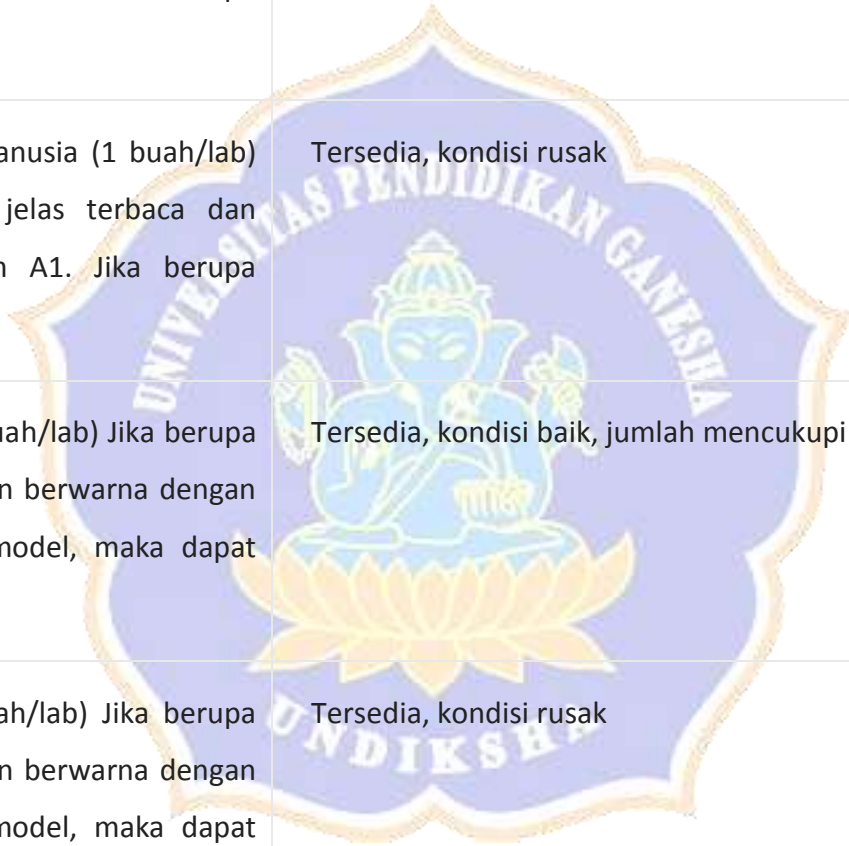 anusia (1 buah/lab) Tersedia, kondisi rusak
jelas terbaca dan
A1. Jika berupa
UNIVERSITAS PENDIDIKAN GANESHA
/lab) Jika berupa Tersedia, kondisi baik, jumlah mencukupi
berwarna dengan
model, maka dapat
/lab) Jika berupa Tersedia, kondisi rusak
UNDIKSHA
berwarna dengan
model, maka dapat